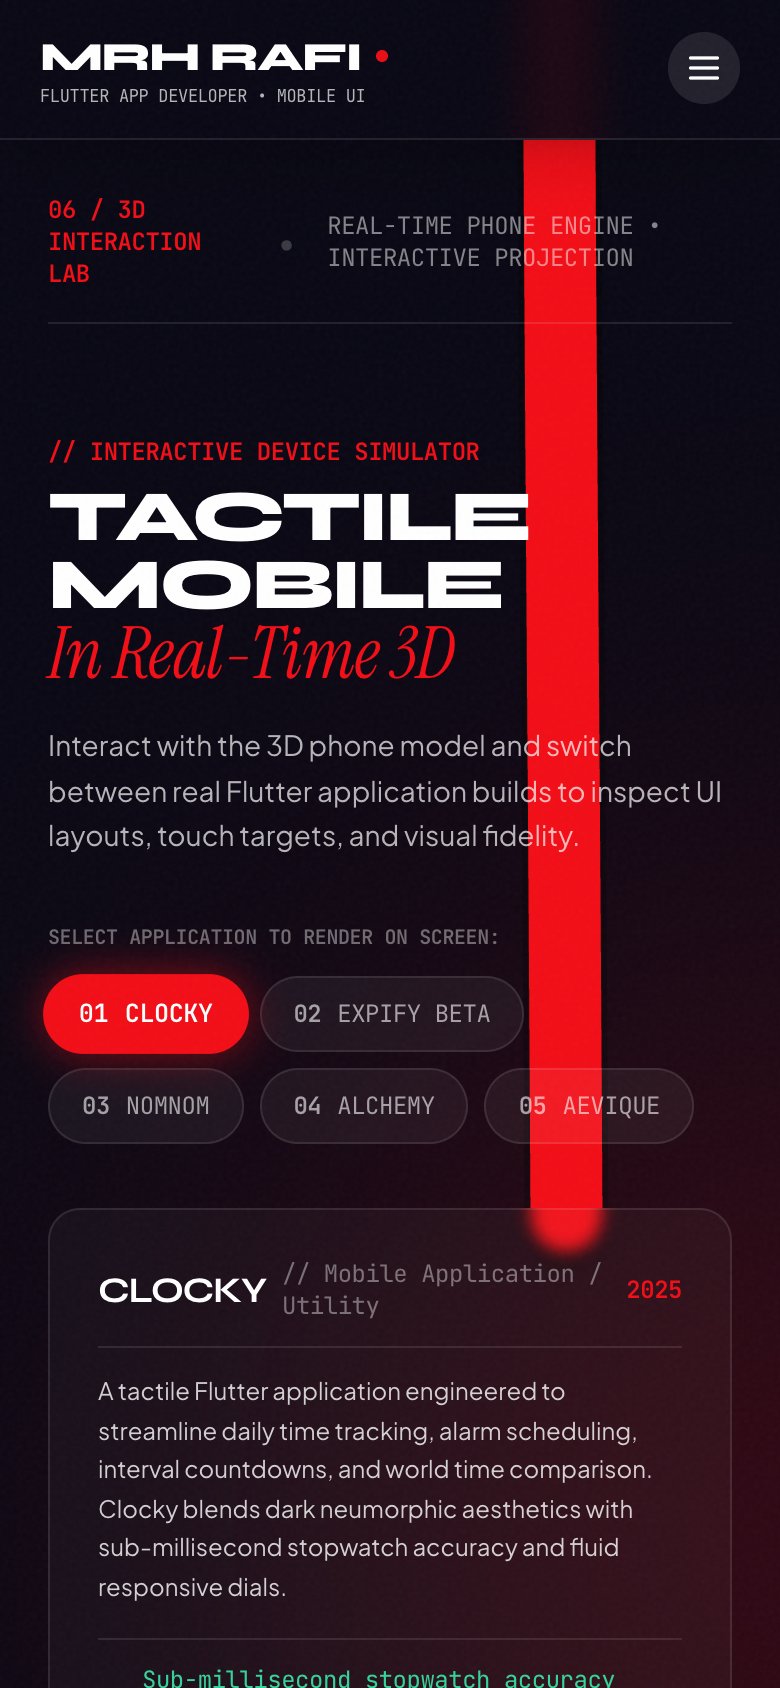 MRH RAFI
FLUTTER APP DEVELOPER • MOBILE UI
06 / 3D
INTERACTION
LAB
REAL-TIME PHONE ENGINE •
INTERACTIVE PROJECTION
// INTERACTIVE DEVICE SIMULATOR
TACTILE
MOBILE
In Real-Time 3D
Interact with the 3D phone model and switch
between real Flutter application builds to inspect UI
layouts, touch targets, and visual fidelity.
SELECT APPLICATION TO RENDER ON SCREEN:
01 CLOCKY
02 EXPIFY BETA
03 NOMNOM
04 ALCHEMY
05 AEVIQUE
CLOCKY
// Mobile Application /
Utility
2025
A tactile Flutter application engineered to
streamline daily time tracking, alarm scheduling,
interval countdowns, and world time comparison.
Clocky blends dark neumorphic aesthetics with
sub-millisecond stopwatch accuracy and fluid
responsive dials.
Sub-millisecond stopwatch accuracy